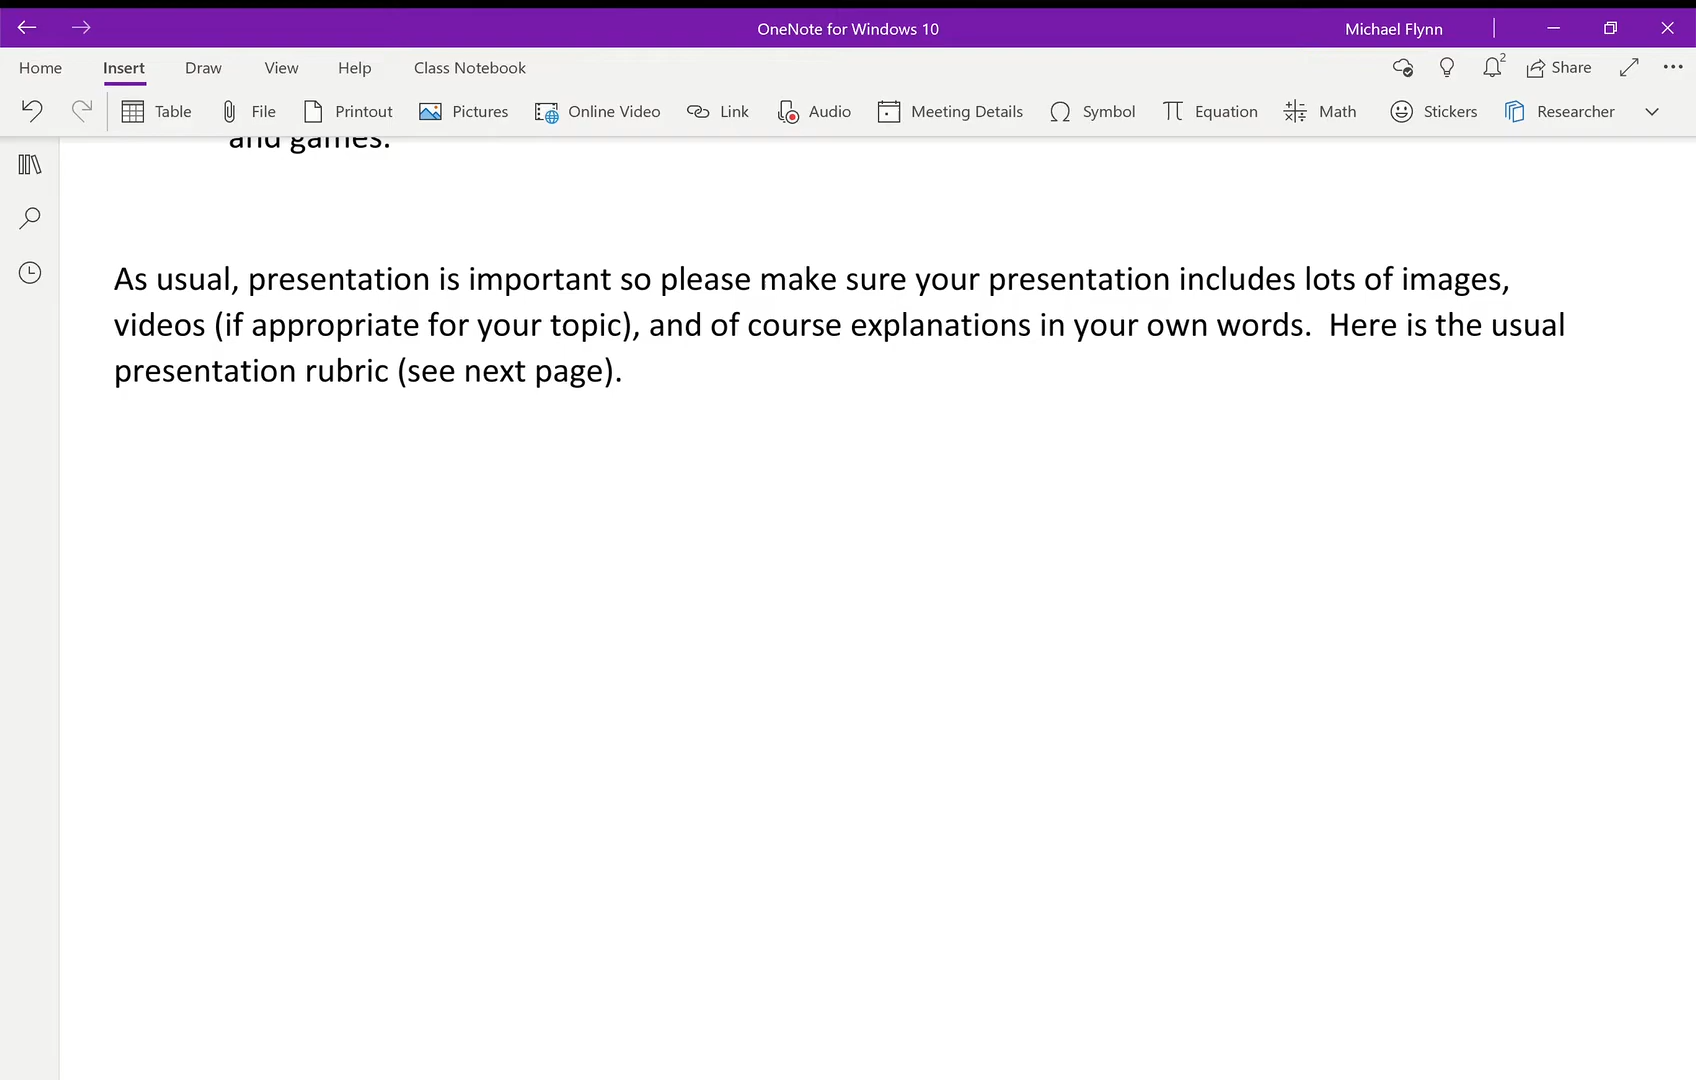 OneNote for Windows 10
Michael Flynn
Home Insert Draw View Help Class Notebook
2 Share
Table File Printout Pictures Online Video Link Audio Meeting Details Symbol Equation Math Stickers Researcher
and games.
As usual, presentation is important so please make sure your presentation includes lots of images,
videos (if appropriate for your topic), and of course explanations in your own words.  Here is the usual
presentation rubric (see next page).